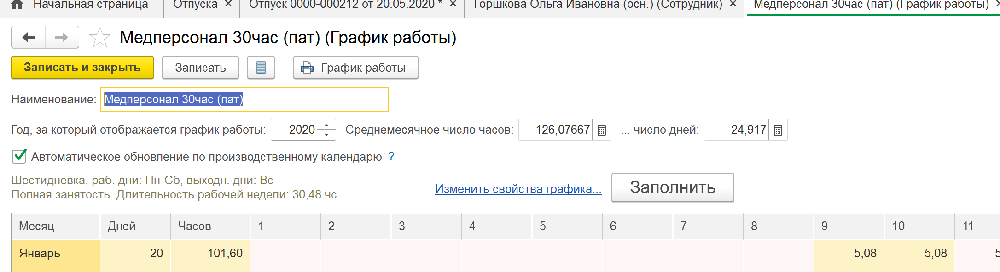 Начальная страница Отпуска × Отпуск 0000-000212 от 20.05.2020 * × Горшкова Ольга Ивановна (осн.) (Сотрудник) × Медперсонал 30час (пат) (График работы) ×
Медперсонал 30час (пат) (График работы)
Записать и закрыть Записать График работы
Наименование: Медперсонал 30час (пат)
Год, за который отображается график работы: 2020 Среднемесячное число часов: 126,07667 ... число дней: 24,917
Автоматическое обновление по производственному календарю ?
Шестидневка, раб. дни: Пн-Сб, выходн. дни: Вс
Полная занятость. Длительность рабочей недели: 30,48 чс.
Изменить свойства графика... Заполнить
Месяц Дней Часов 1 2 3 4 5 6 7 8 9 10 11
Январь 20 101,60 5,08 5,08